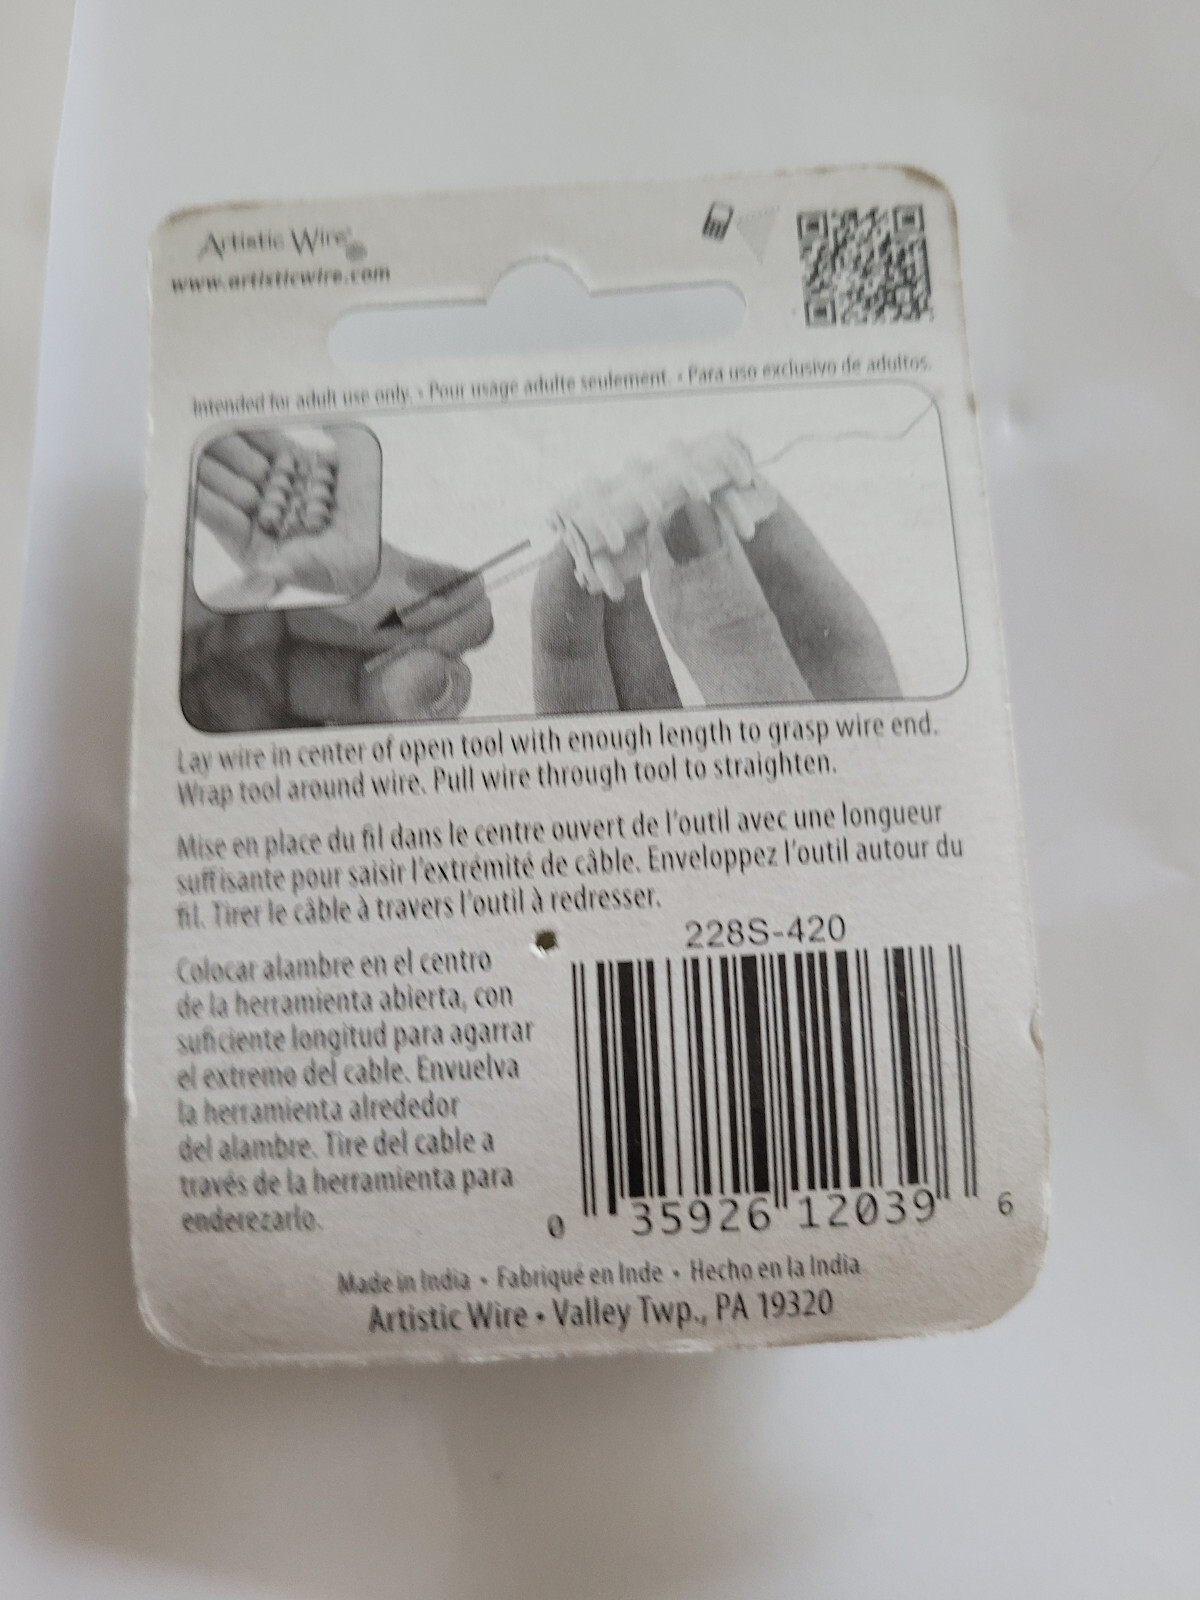 Artistic Wire
www.artisticwire.com
Intended for adult use only. • Pour usage adulte seulement. • Para uso exclusivo de adultos.
Lay wire in center of open tool with enough length to grasp wire end.
Wrap tool around wire. Pull wire through tool to straighten.
Mise en place du fil dans le centre ouvert de l'outil avec une longueur
suffisante pour saisir l'extrémité de câble. Enveloppez l'outil autour du
fil. Tirer le câble à travers l'outil à redresser.
Colocar alambre en el centro
de la herramienta abierta, con
suficiente longitud para agarrar
el extremo del cable. Envuelva
la herramienta alrededor
del alambre. Tire del cable a
través de la herramienta para
enderezarlo.
228S-420
0 35926 12039 6
Made in India • Fabriqué en Inde • Hecho en la India
Artistic Wire • Valley Twp., PA 19320